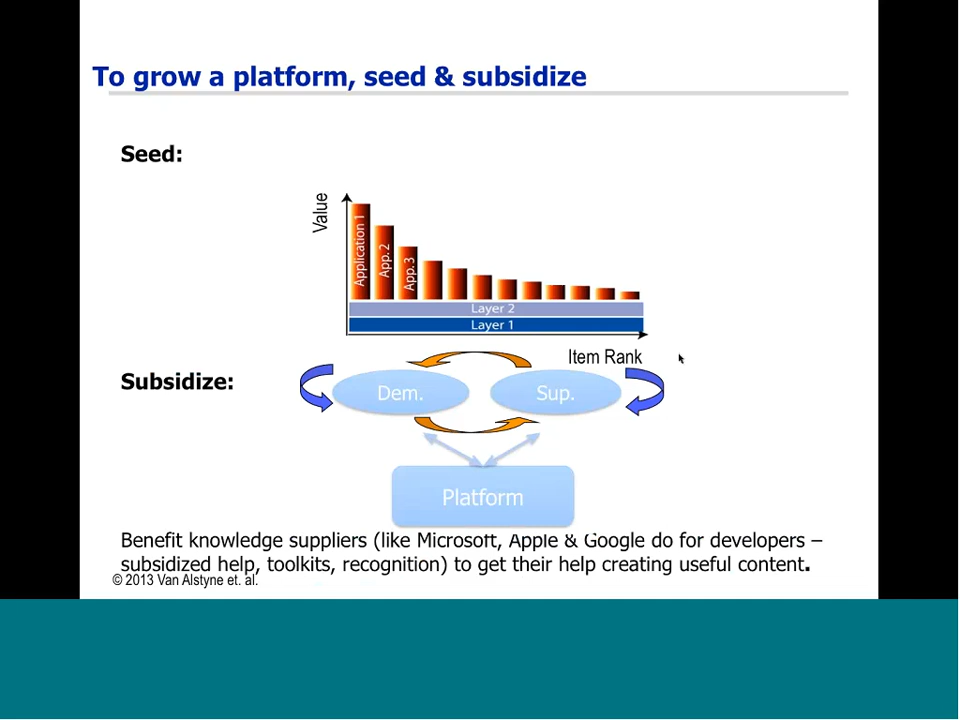 To grow a platform, seed & subsidize
Seed:
Value
Application 1
App. 2
App. 3
Layer 2
Layer 1
Item Rank
Subsidize:
Dem.
Sup.
Platform
Benefit knowledge suppliers (like Microsoft, Apple & Google do for developers –
subsidized help, toolkits, recognition) to get their help creating useful content.
© 2013 Van Alstyne et. al.